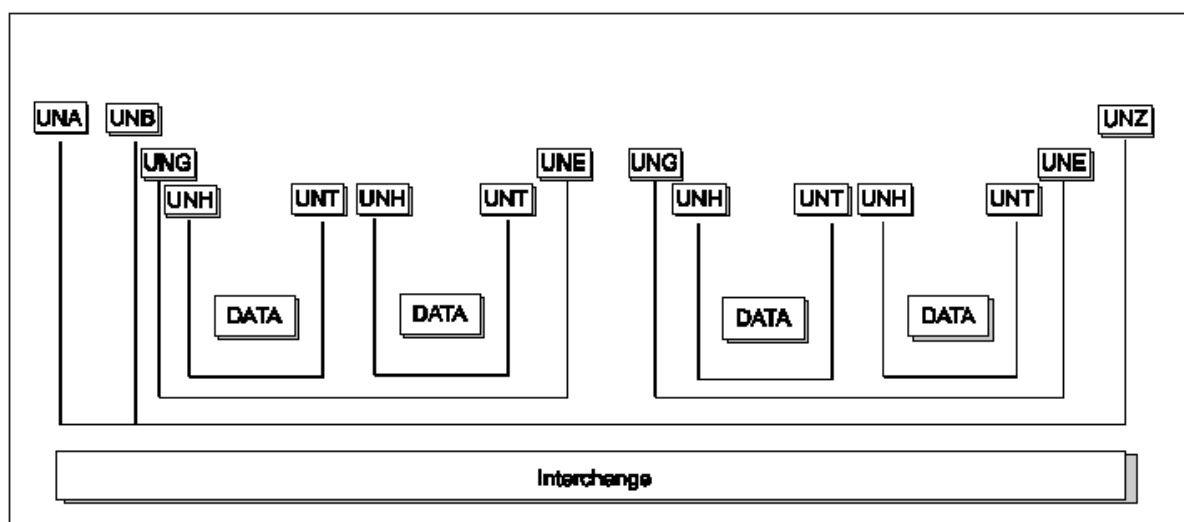 UNA UNB UNZ
UNG UNE UNG UNE
UNH UNT UNH UNT UNH UNT UNH UNT
DATA DATA DATA DATA
Interchange